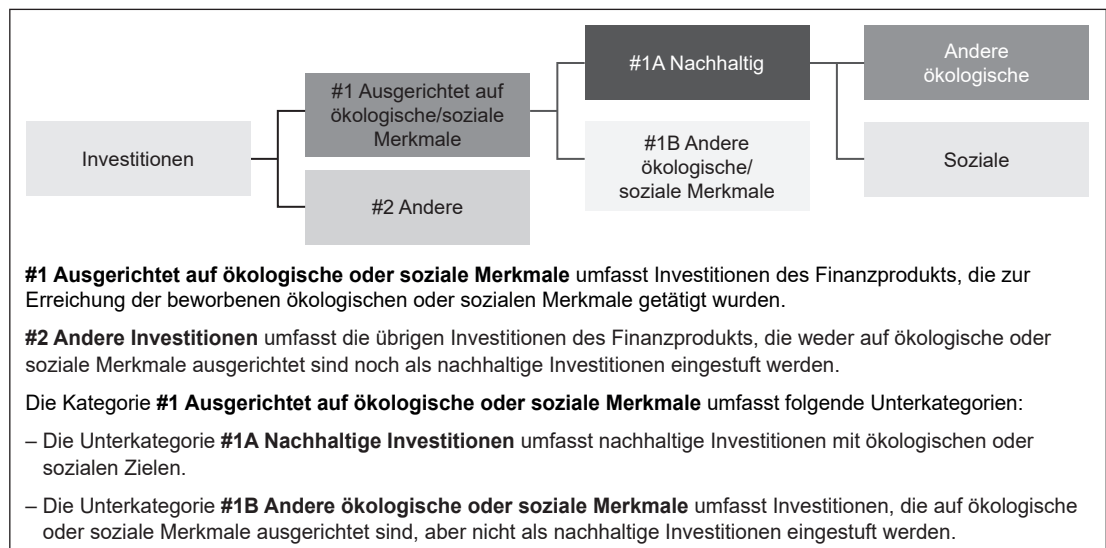 Investitionen
#1 Ausgerichtet auf
ökologische/soziale
Merkmale
#2 Andere
#1A Nachhaltig
#1B Andere
ökologische/
soziale Merkmale
Andere
ökologische
Soziale
#1 Ausgerichtet auf ökologische oder soziale Merkmale umfasst Investitionen des Finanzprodukts, die zur
Erreichung der beworbenen ökologischen oder sozialen Merkmale getätigt wurden.
#2 Andere Investitionen umfasst die übrigen Investitionen des Finanzprodukts, die weder auf ökologische oder
soziale Merkmale ausgerichtet sind noch als nachhaltige Investitionen eingestuft werden.
Die Kategorie #1 Ausgerichtet auf ökologische oder soziale Merkmale umfasst folgende Unterkategorien:
– Die Unterkategorie #1A Nachhaltige Investitionen umfasst nachhaltige Investitionen mit ökologischen oder
sozialen Zielen.
– Die Unterkategorie #1B Andere ökologische oder soziale Merkmale umfasst Investitionen, die auf ökologische
oder soziale Merkmale ausgerichtet sind, aber nicht als nachhaltige Investitionen eingestuft werden.